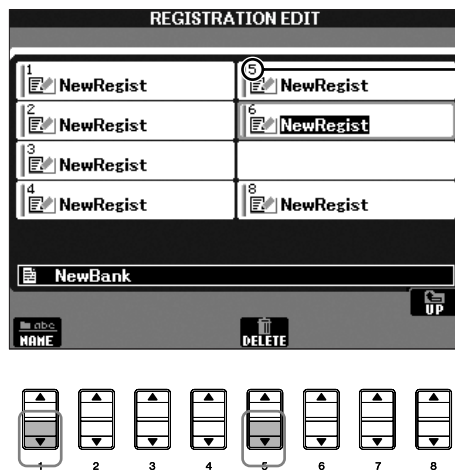 REGISTRATION EDIT
1 NewRegist
5 NewRegist
2 NewRegist
6 NewRegist
3 NewRegist
4 NewRegist
8 NewRegist
NewBank
UP
abc
NAME
DELETE
1 2 3 4 5 6 7 8